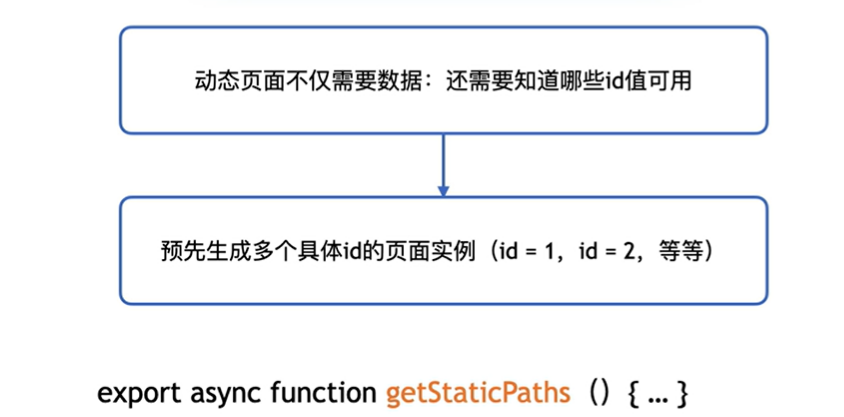 动态页面不仅需要数据：还需要知道哪些id值可用
预先生成多个具体id的页面实例（id = 1，id = 2，等等）
export async function getStaticPaths （）{ ... }